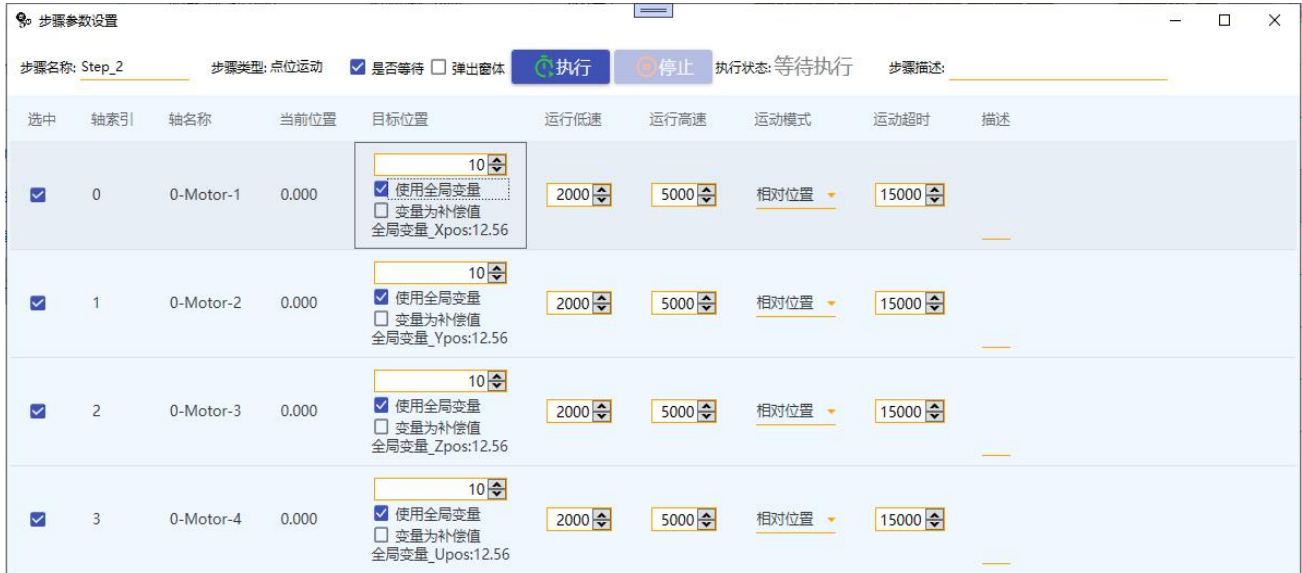 步骤参数设置
步骤名称: Step_2 步骤类型: 点位运动 是否等待 弹出窗体 执行 停止 执行状态: 等待执行 步骤描述:
选中 轴索引 轴名称 当前位置 目标位置 运行低速 运行高速 运动模式 运动超时 描述
10
0 0-Motor-1 0.000 使用全局变量 2000 5000 相对位置 15000
变量为补偿值
全局变量_Xpos:12.56
10
1 0-Motor-2 0.000 使用全局变量 2000 5000 相对位置 15000
变量为补偿值
全局变量_Ypos:12.56
10
2 0-Motor-3 0.000 使用全局变量 2000 5000 相对位置 15000
变量为补偿值
全局变量_Zpos:12.56
10
3 0-Motor-4 0.000 使用全局变量 2000 5000 相对位置 15000
变量为补偿值
全局变量_Upos:12.56